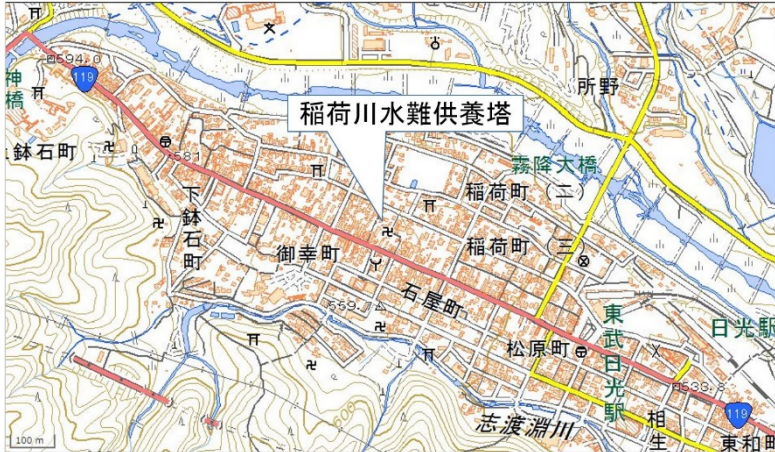 594.0
119
神橋
上鉢石町
581
下鉢石町
稲荷川水難供養塔
所野
霧降大橋
稲荷町（二）
稲荷町（三）
御幸町
石屋町
559.7
東武日光駅
日光駅
松原町
538.8
119
志渡淵川
相生
東和町
600
100 m